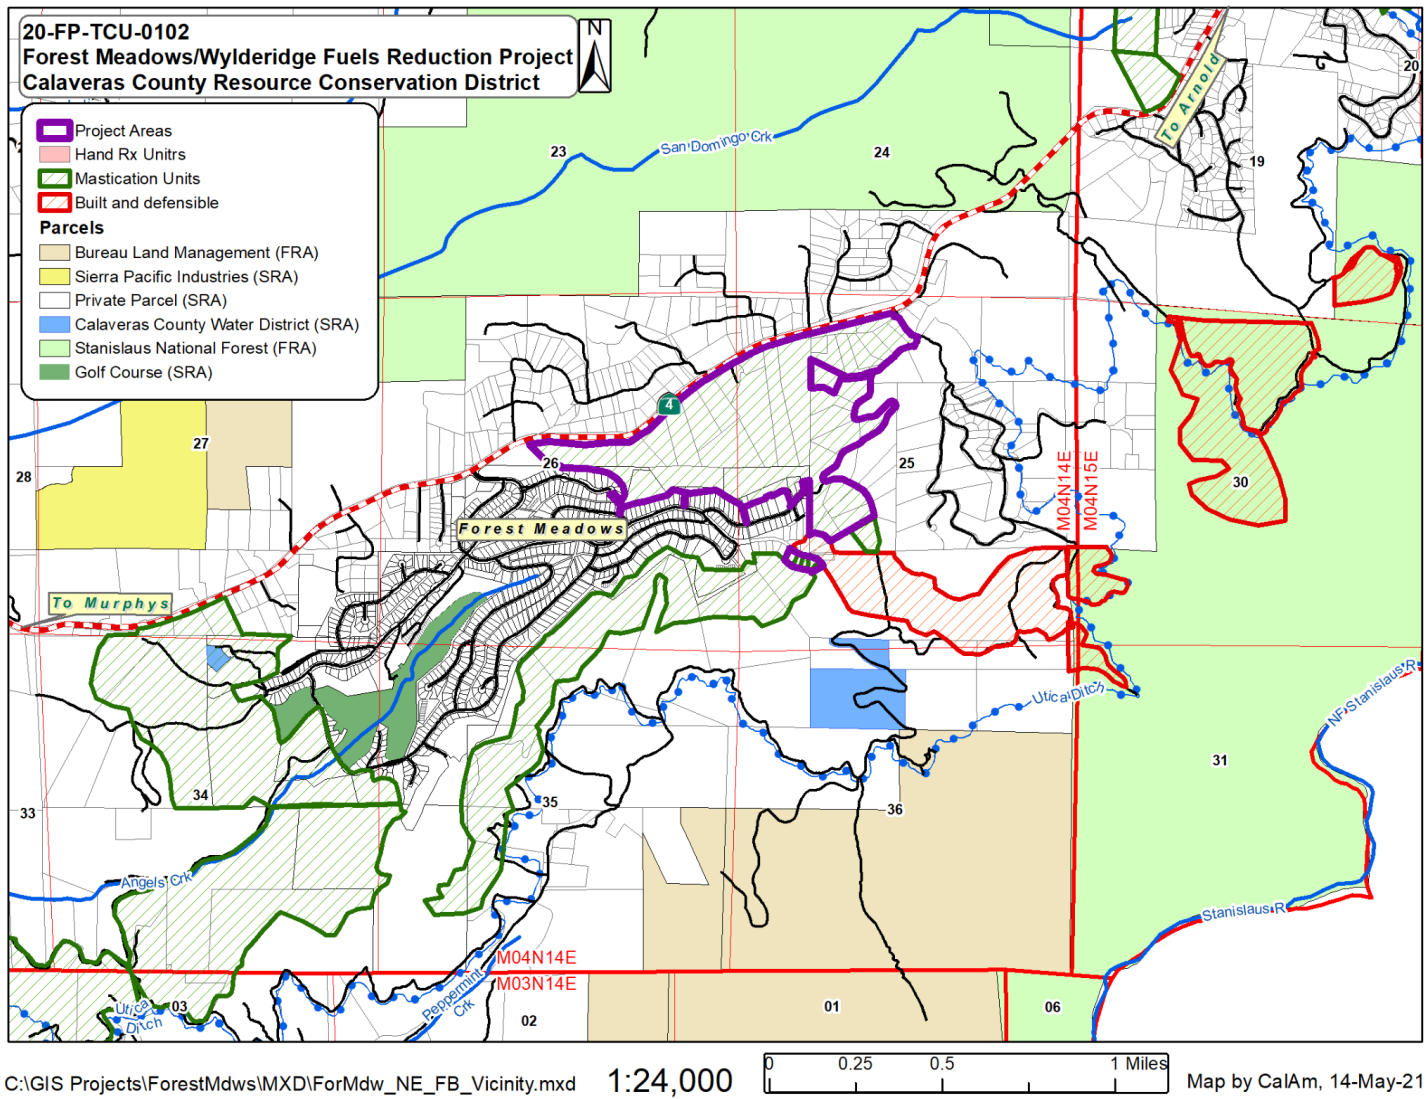 20-FP-TCU-0102
Forest Meadows/Wylderidge Fuels Reduction Project
Calaveras County Resource Conservation District
N
Project Areas
Hand Rx Unitrs
Mastication Units
Built and defensible
Parcels
Bureau Land Management (FRA)
Sierra Pacific Industries (SRA)
Private Parcel (SRA)
Calaveras County Water District (SRA)
Stanislaus National Forest (FRA)
Golf Course (SRA)
To Arnold
20
San Domingo Crk
23
24
19
4
27
28
26
25
30
M04N14E
M04N15E
Forest Meadows
To Murphys
Utica Ditch
NF Stanislaus R
31
34
33
35
36
Angels Crk
Stanislaus R
M04N14E
M03N14E
Peppermint
Crk
Utica
Ditch
03
02
01
06
C:\GIS Projects\ForestMdws\MXD\ForMdw_NE_FB_Vicinity.mxd
1:24,000
0 0.25 0.5 1 Miles
Map by CalAm, 14-May-21